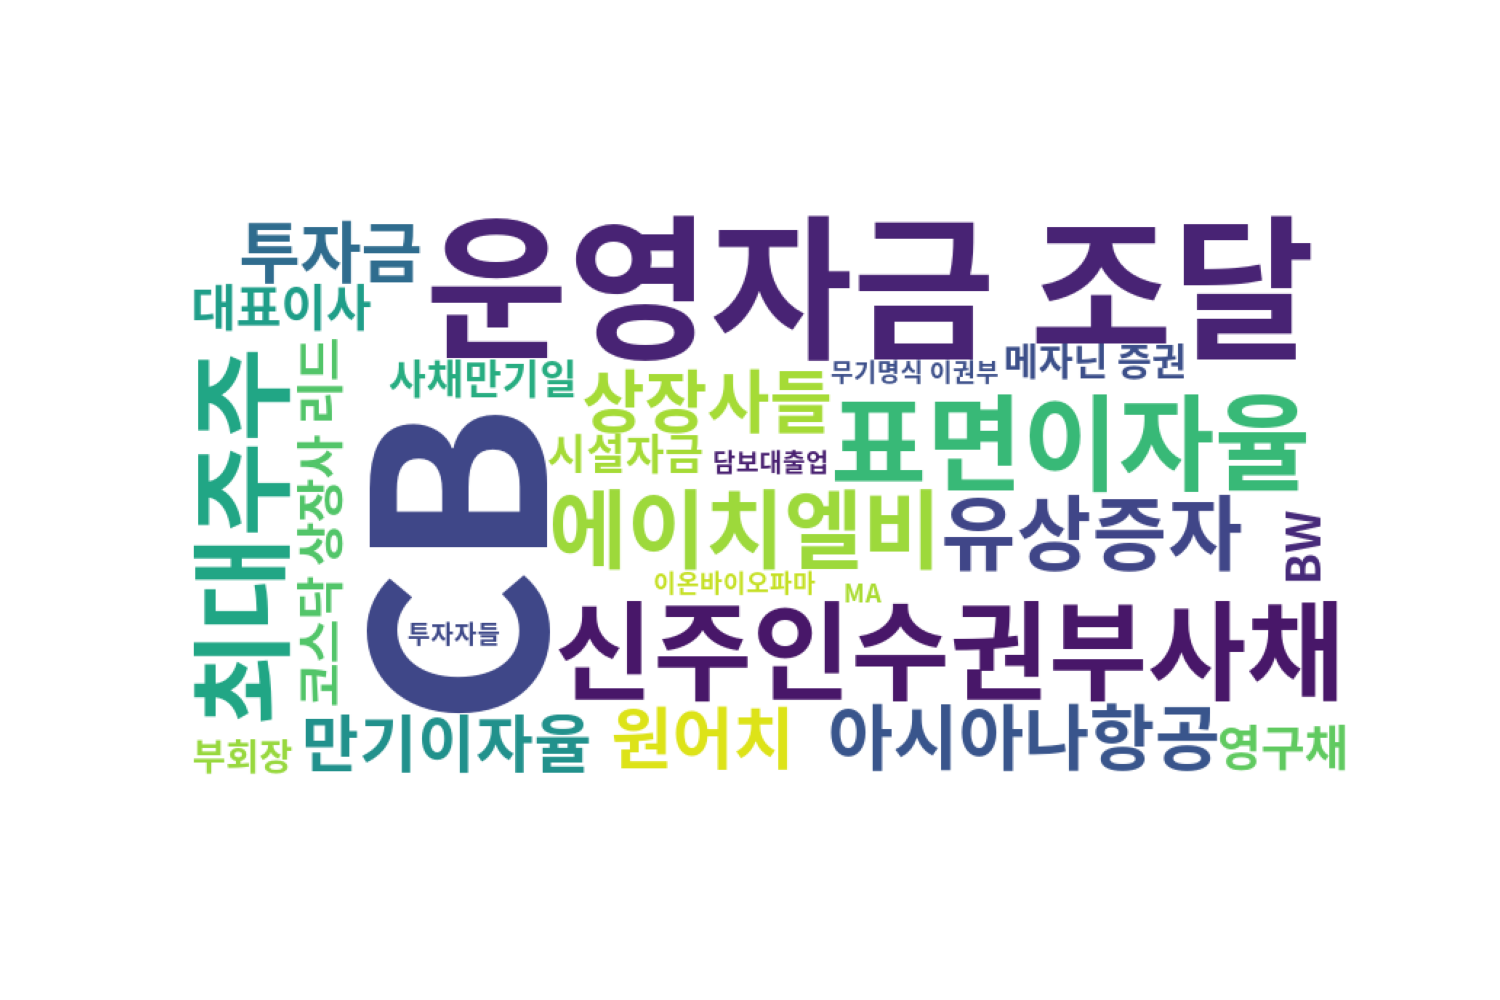 투자금
운영자금 조달
대표이사
최대주주
코스닥 상장사 리드
사채만기일
상장사들
무기명식 이권부
메자닌 증권
CB
시설자금
담보대출업
표면이자율
에이치엘비
유상증자
BW
이온바이오파마
MA
투자자들
신주인수권부사채
부회장
만기이자율
원어치
아시아나항공
영구채